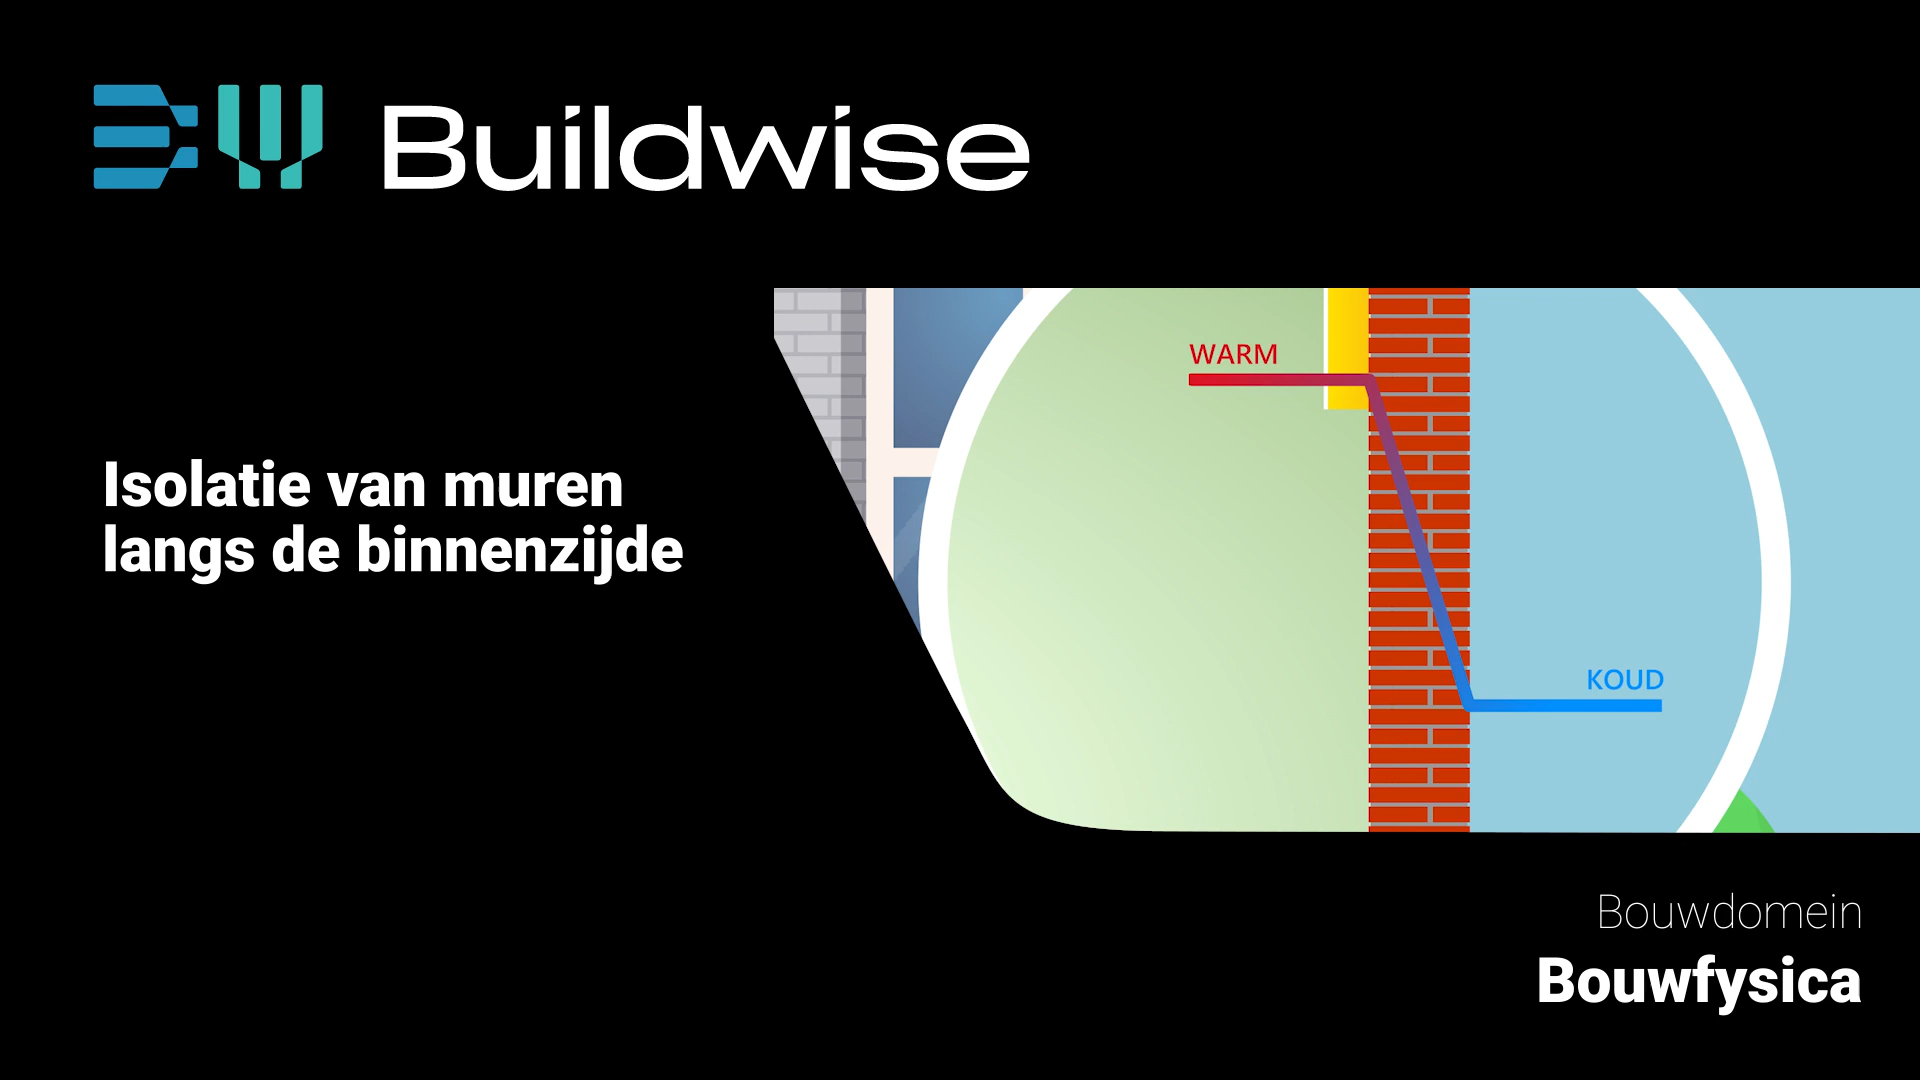 Buildwise
Isolatie van muren
langs de binnenzijde
WARM
KOUD
Bouwdomein
Bouwfysica